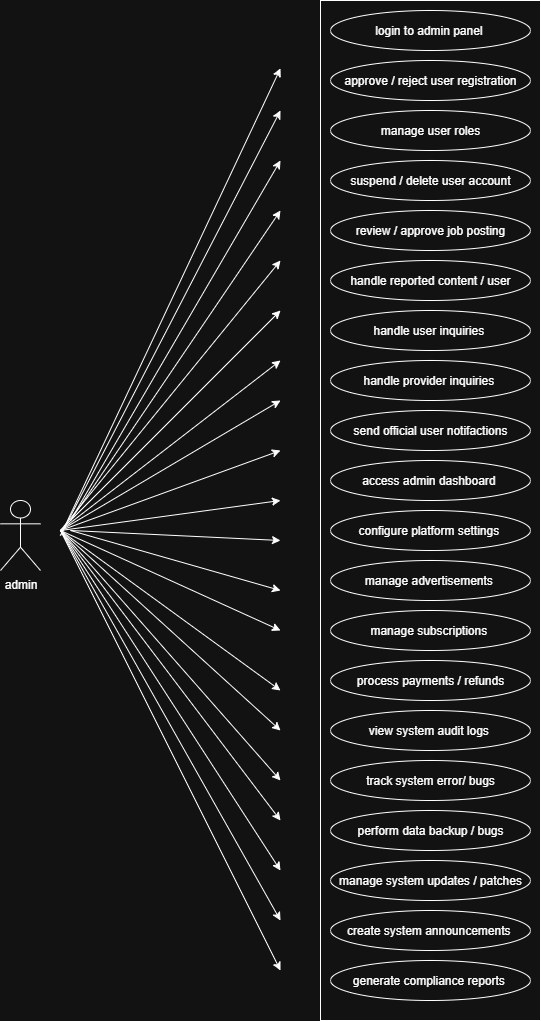 login to admin panel
approve / reject user registration
manage user roles
suspend / delete user account
review / approve job posting
handle reported content / user
handle user inquiries
handle provider inquiries
send official user notifactions
access admin dashboard
configure platform settings
admin
manage advertisements
manage subscriptions
process payments / refunds
view system audit logs
track system error/ bugs
perform data backup / bugs
manage system updates / patches
create system announcements
generate compliance reports